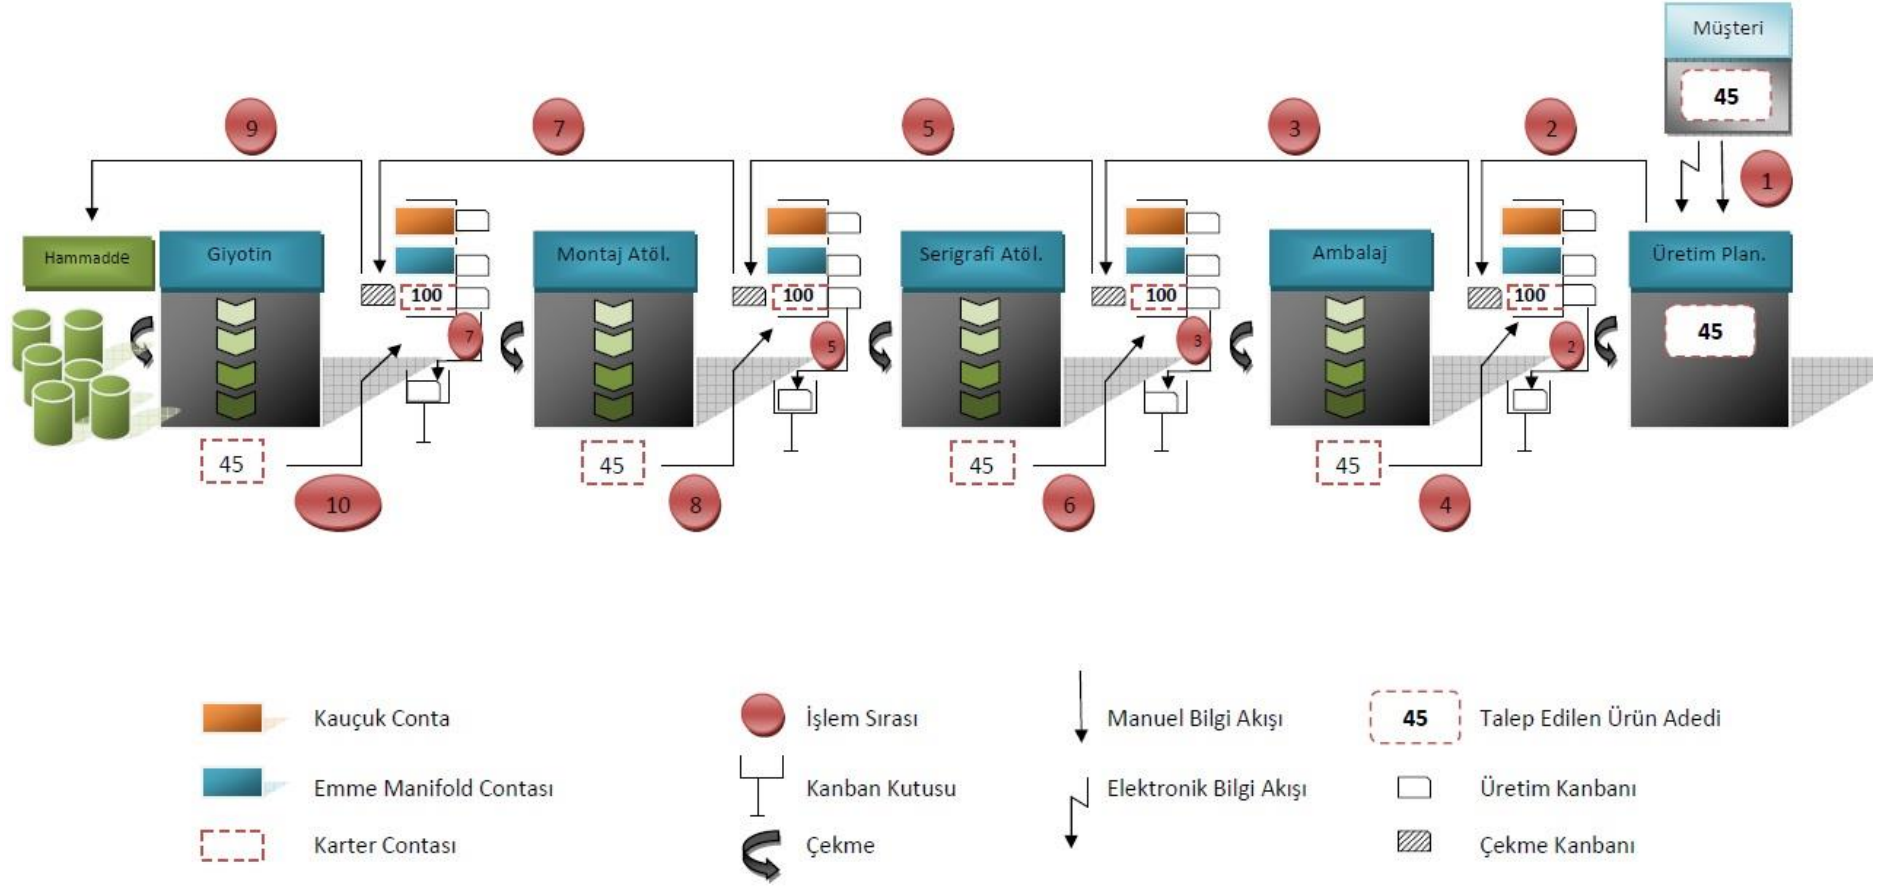 Müşteri
45
9
7
5
3
2
1
Hammadde
Giyotin
Montaj Atöl.
Serigrafi Atöl.
Ambalaj
Üretim Plan.
100
100
100
100
45
7
5
3
2
45
45
45
45
10
8
6
4
Kauçuk Conta
İşlem Sırası
Manuel Bilgi Akışı
45
Talep Edilen Ürün Adedi
Emme Manifold Contası
Kanban Kutusu
Elektronik Bilgi Akışı
Üretim Kanbanı
Karter Contası
Çekme
Çekme Kanbanı